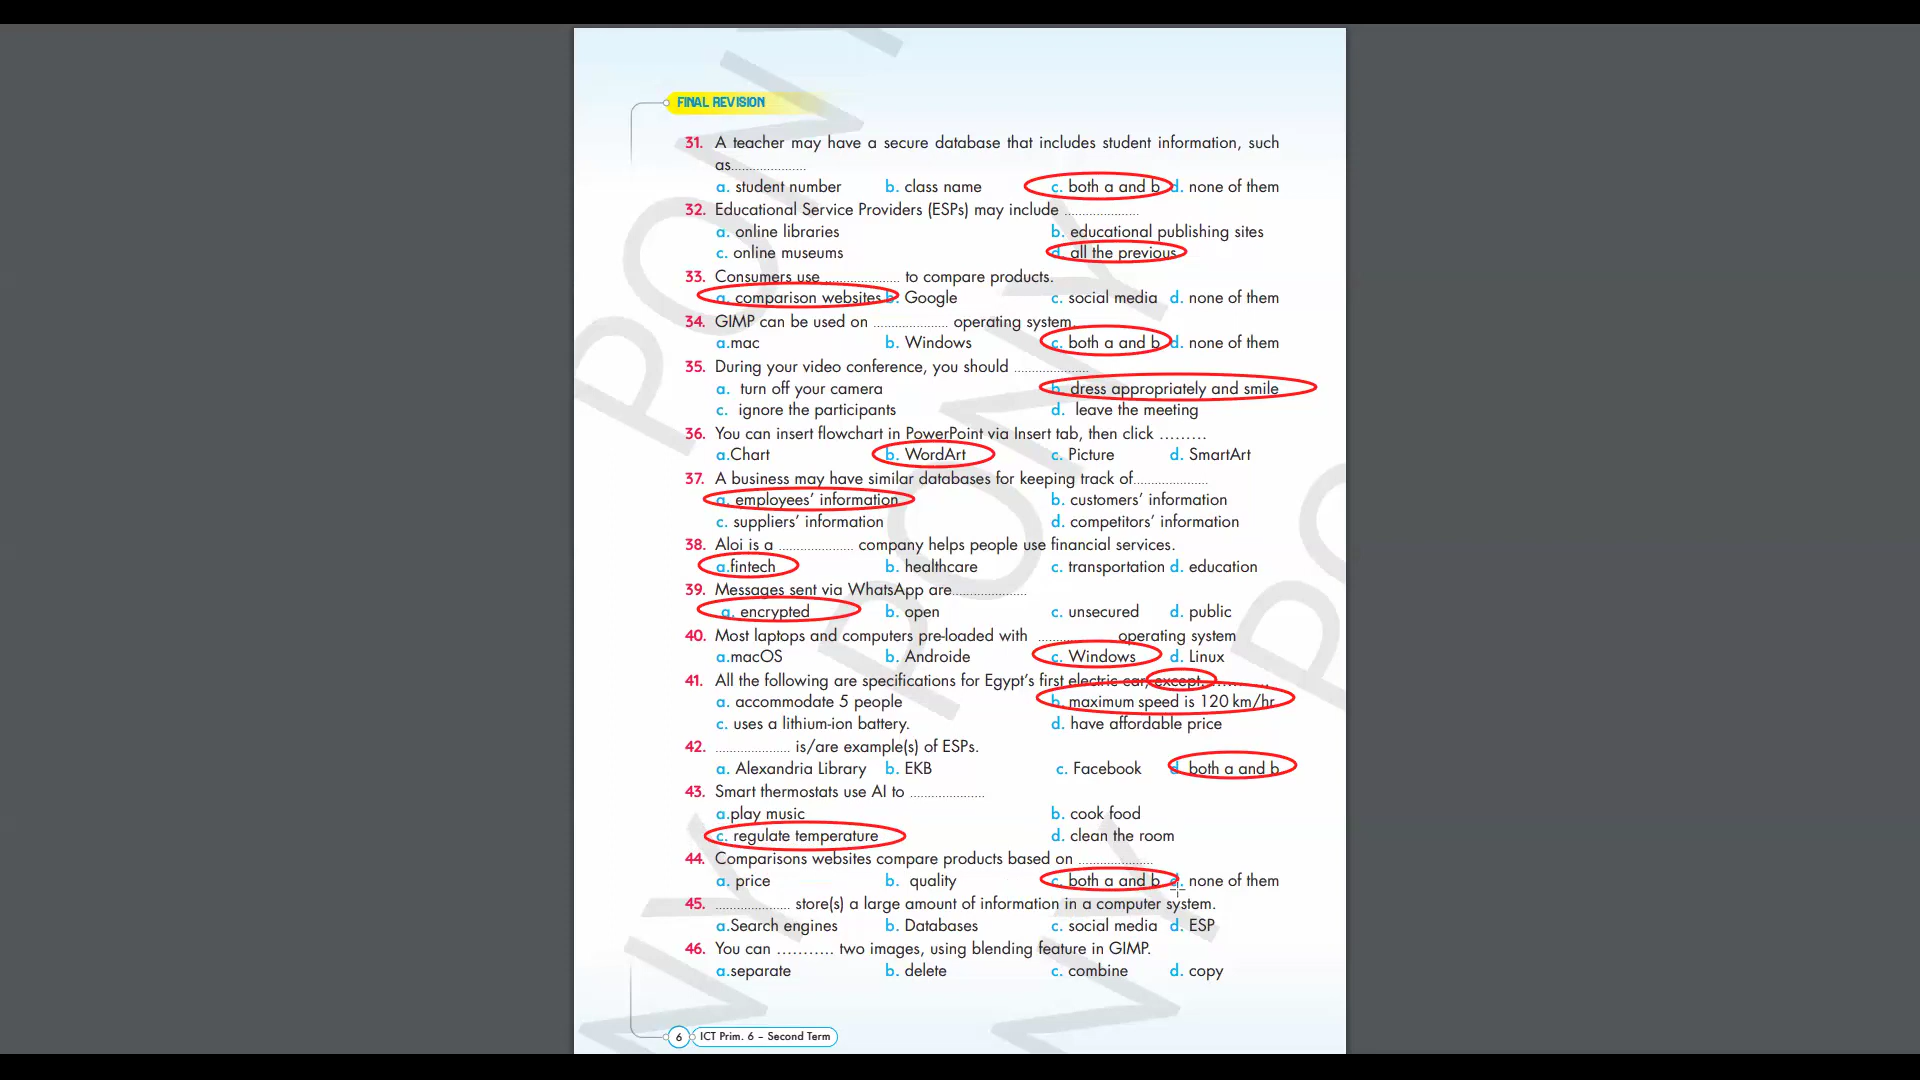 FINAL REVISION
31. A teacher may have a secure database that includes student information, such
as....................
a. student number b. class name c. both a and b d. none of them
32. Educational Service Providers (ESPs) may include ....................
a. online libraries b. educational publishing sites
c. online museums d. all the previous
33. Consumers use .................... to compare products.
a. comparison websites b. Google c. social media d. none of them
34. GIMP can be used on .................... operating system.
a.mac b. Windows c. both a and b d. none of them
35. During your video conference, you should ....................
a. turn off your camera b. dress appropriately and smile
c. ignore the participants d. leave the meeting
36. You can insert flowchart in PowerPoint via Insert tab, then click .........
a.Chart b. WordArt c. Picture d. SmartArt
37. A business may have similar databases for keeping track of....................
a. employees' information b. customers' information
c. suppliers' information d. competitors' information
38. Aloi is a .................... company helps people use financial services.
a.fintech b. healthcare c. transportation d. education
39. Messages sent via WhatsApp are....................
a. encrypted b. open c. unsecured d. public
40. Most laptops and computers pre-loaded with .................... operating system
a.macOS b. Androide c. Windows d. Linux
41. All the following are specifications for Egypt's first electric car, except............
a. accommodate 5 people b. maximum speed is 120 km/hr
c. uses a lithium-ion battery. d. have affordable price
42. .................... is/are example(s) of ESPs.
a. Alexandria Library b. EKB c. Facebook d. both a and b
43. Smart thermostats use AI to ....................
a.play music b. cook food
c. regulate temperature d. clean the room
44. Comparisons websites compare products based on ....................
a. price b. quality c. both a and b d. none of them
45. .................... store(s) a large amount of information in a computer system.
a.Search engines b. Databases c. social media d. ESP
46. You can ........... two images, using blending feature in GIMP.
a.separate b. delete c. combine d. copy
6 ICT Prim. 6 – Second Term
PONY
PONY